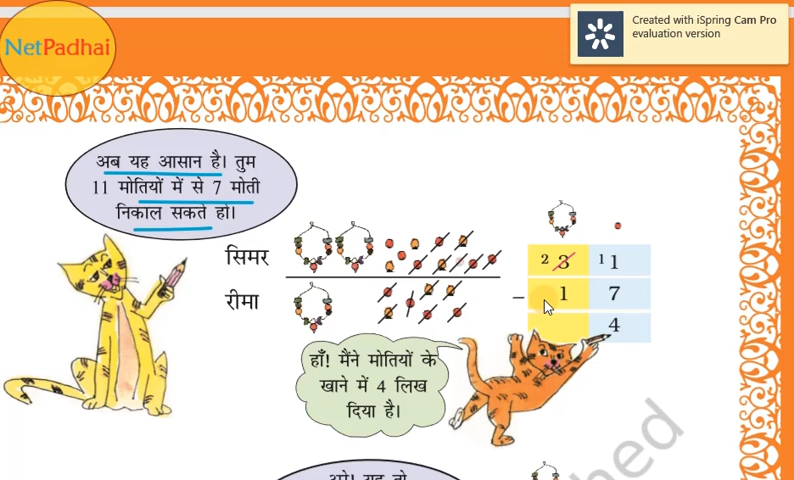 NetPadhai
Created with iSpring Cam Pro
evaluation version
अब यह आसान है। तुम
11 मोतियों में से 7 मोती
निकाल सकते हो।
सिमर
रीमा
2 3 1 1
– 1 7
4
हाँ! मैंने मोतियों के
खाने में 4 लिख
दिया है।